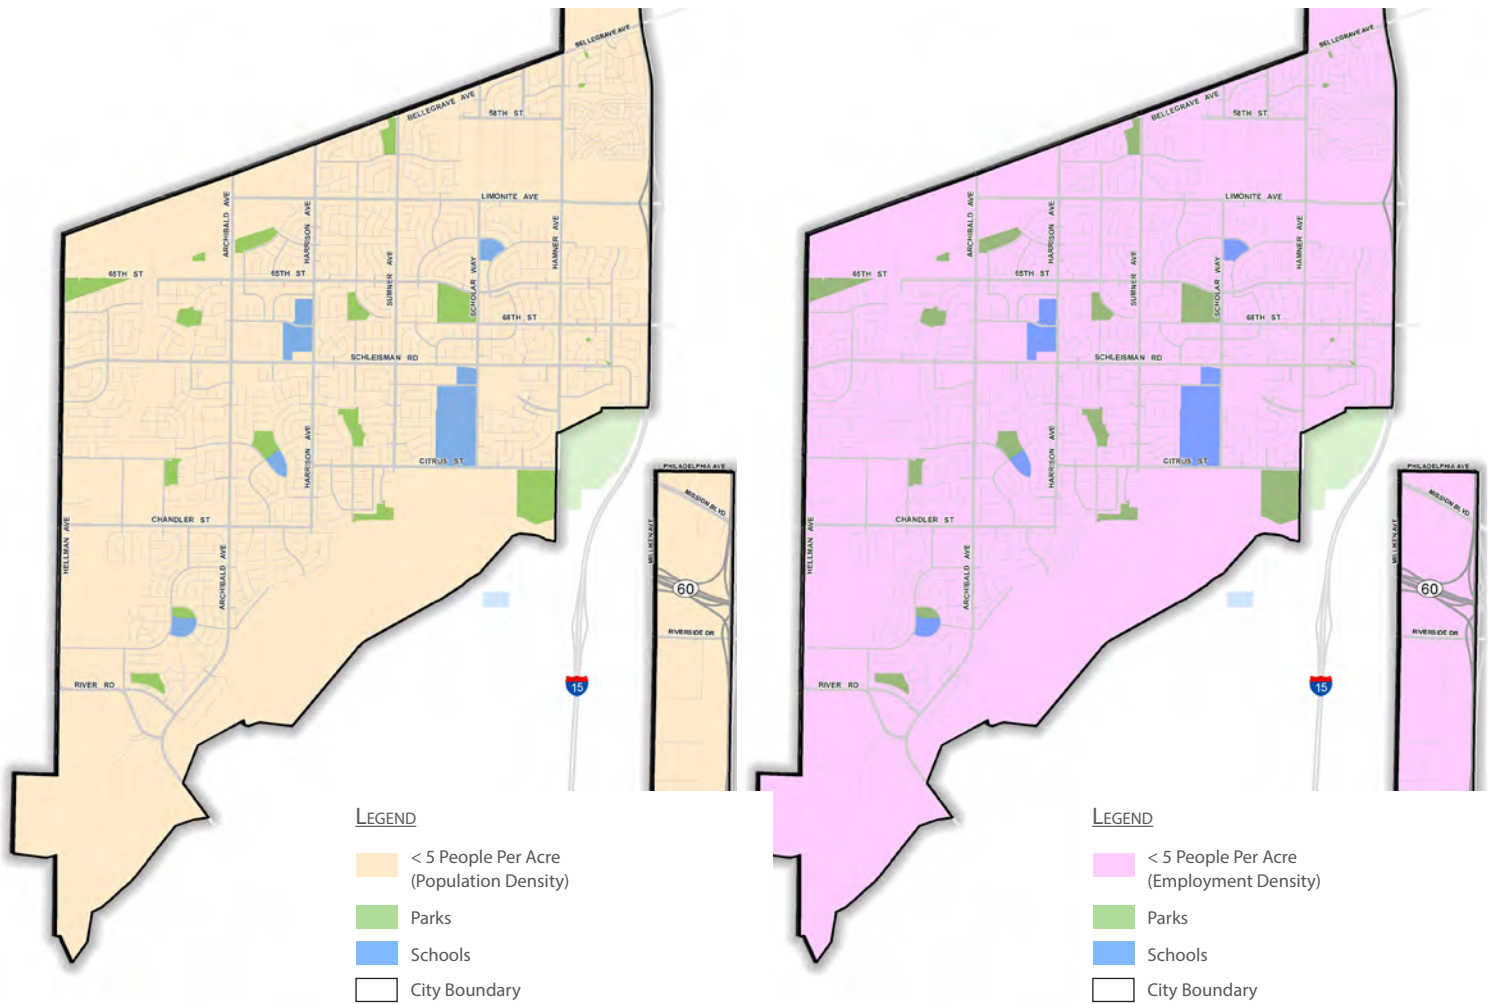 BELLEGRAVE AVE
BELLEGRAVE AVE
58TH ST
LIMONITE AVE
ARCHIBALD AVE
HARRISON AVE
HAMNER AVE
SUMNER AVE
SCHOLAR WAY
65TH ST
65TH ST
68TH ST
SCHLEISMAN RD
HARRISON AVE
CITRUS ST
CHANDLER ST
HELLMAN AVE
ARCHIBALD AVE
RIVER RD
15
PHILADELPHIA AVE
MISSION BLVD
MILLIKEN AVE
60
RIVERSIDE DR
LEGEND
< 5 People Per Acre
(Population Density)
Parks
Schools
City Boundary
BELLEGRAVE AVE
BELLEGRAVE AVE
58TH ST
LIMONITE AVE
ARCHIBALD AVE
HARRISON AVE
HAMNER AVE
SUMNER AVE
SCHOLAR WAY
65TH ST
65TH ST
68TH ST
SCHLEISMAN RD
HARRISON AVE
CITRUS ST
CHANDLER ST
HELLMAN AVE
ARCHIBALD AVE
RIVER RD
15
PHILADELPHIA AVE
MISSION BLVD
MILLIKEN AVE
60
RIVERSIDE DR
LEGEND
< 5 People Per Acre
(Employment Density)
Parks
Schools
City Boundary